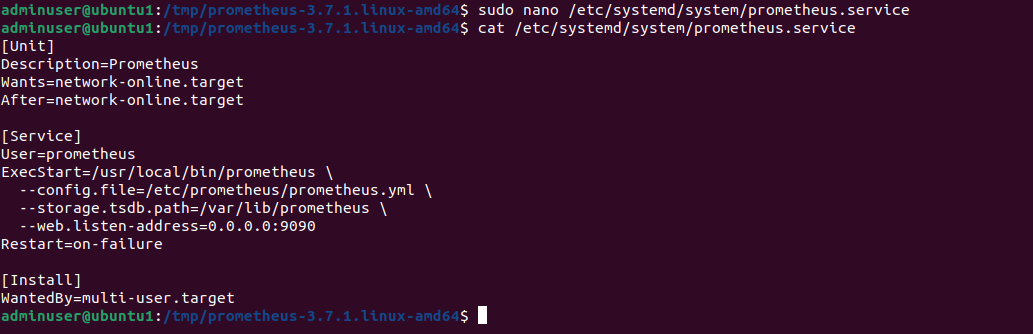 adminuser@ubuntu1:/tmp/prometheus-3.7.1.linux-amd64$ sudo nano /etc/systemd/system/prometheus.service
adminuser@ubuntu1:/tmp/prometheus-3.7.1.linux-amd64$ cat /etc/systemd/system/prometheus.service
[Unit]
Description=Prometheus
Wants=network-online.target
After=network-online.target

[Service]
User=prometheus
ExecStart=/usr/local/bin/prometheus \
  --config.file=/etc/prometheus/prometheus.yml \
  --storage.tsdb.path=/var/lib/prometheus \
  --web.listen-address=0.0.0.0:9090
Restart=on-failure

[Install]
WantedBy=multi-user.target
adminuser@ubuntu1:/tmp/prometheus-3.7.1.linux-amd64$